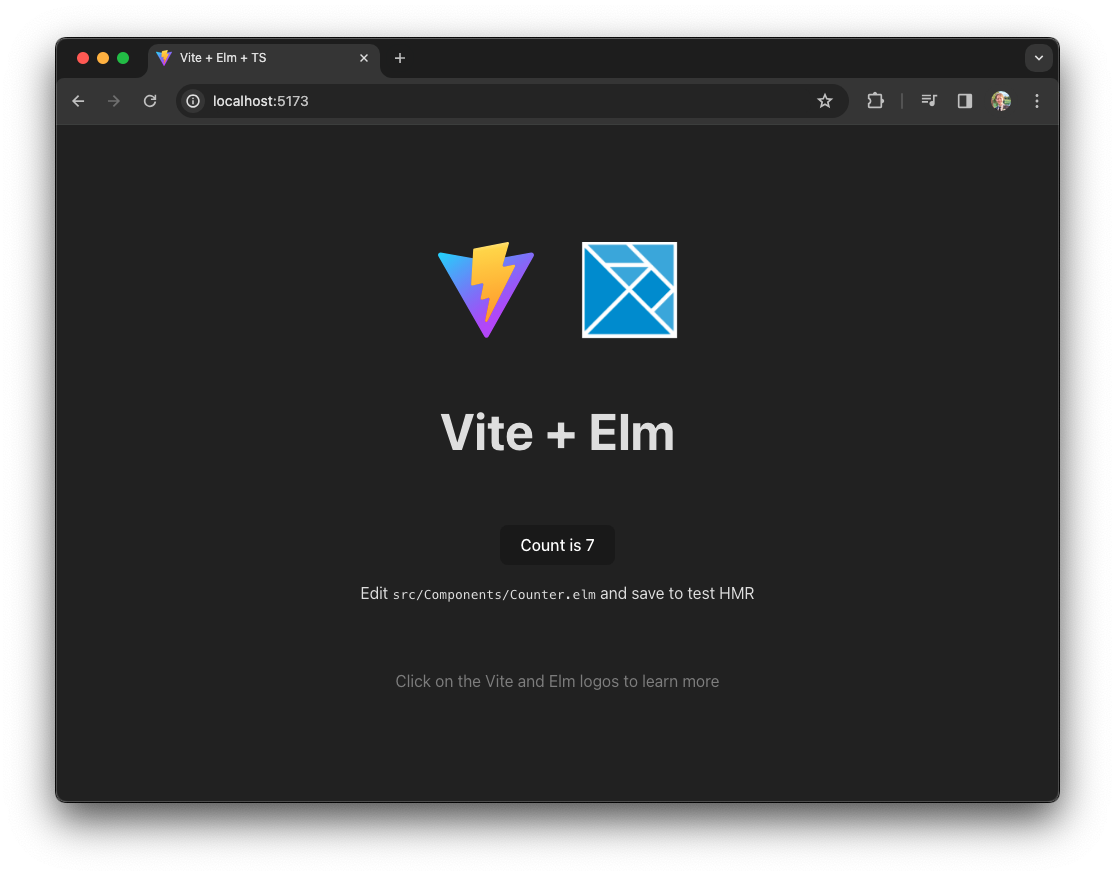 Vite + Elm + TS
localhost:5173
Vite + Elm
Count is 7
Edit src/Components/Counter.elm and save to test HMR
Click on the Vite and Elm logos to learn more